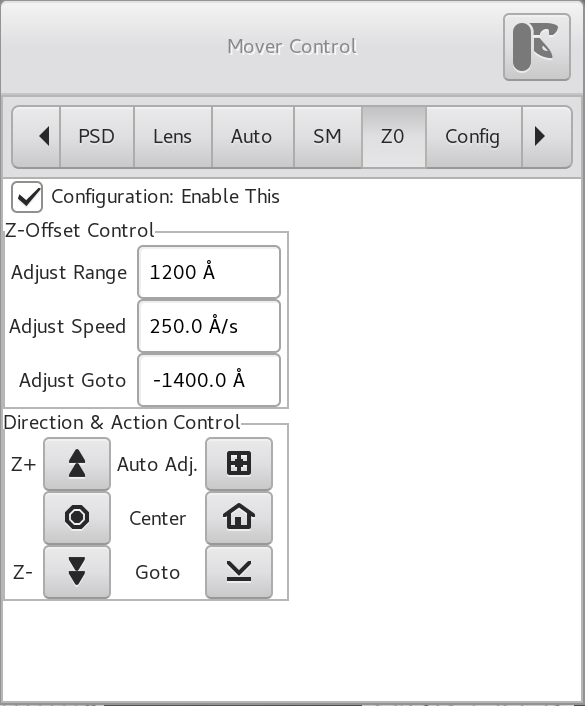 Mover Control
PSD Lens Auto SM Z0 Config
Configuration: Enable This
Z-Offset Control
Adjust Range 1200 Å
Adjust Speed 250.0 Å/s
Adjust Goto -1400.0 Å
Direction & Action Control
Z+ Auto Adj.
Center
Z- Goto